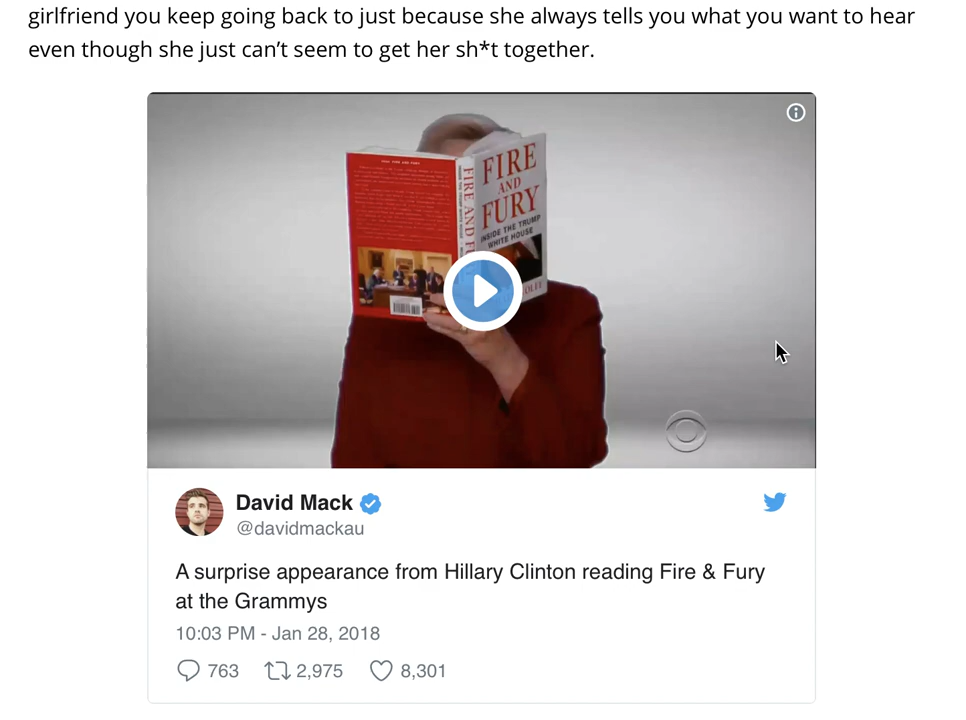 girlfriend you keep going back to just because she always tells you what you want to hear
even though she just can’t seem to get her sh*t together.
FIRE AND FURY
FIRE
AND
FURY
INSIDE THE TRUMP
WHITE HOUSE
David Mack
@davidmackau
A surprise appearance from Hillary Clinton reading Fire & Fury
at the Grammys
10:03 PM - Jan 28, 2018
763 2,975 8,301